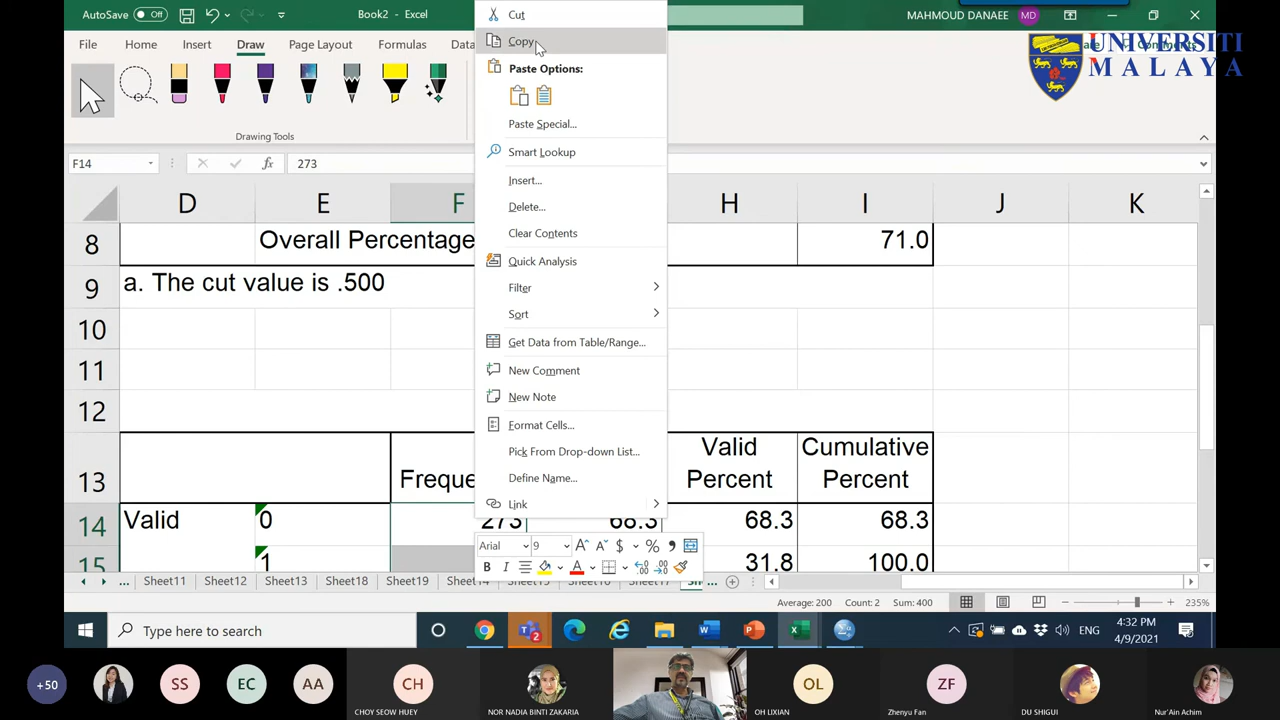 AutoSave Off
Book2 - Excel
MAHMOUD DANAEE MD
File Home Insert Draw Page Layout Formulas
UNIVERSITI
MALAYA
Drawing Tools
F14 fx 273
Cut
Copy
Paste Options:
Paste Special...
Smart Lookup
Insert...
Delete...
Clear Contents
Quick Analysis
Filter
Sort
Get Data from Table/Range...
New Comment
New Note
Format Cells...
Pick From Drop-down List...
Define Name...
Link
D E F H I J K
8 Overall Percentage 71.0
9 a. The cut value is .500
10
11
12
13 Valid Percent Cumulative Percent
14 Valid 0 273 68.3 68.3 68.3
15 1 31.8 100.0
Arial 9 A A $ % 9
B I A
... Sheet11 Sheet12 Sheet13 Sheet18 Sheet19
Average: 200 Count: 2 Sum: 400 235%
Type here to search
ENG 4:32 PM
4/9/2021
+50 SS EC AA CH OL ZF
CHOY SEOW HUEY NOR NADIA BINTI ZAKARIA OH LIXIAN Zhenyu Fan DU SHIGUI Nur'Ain Achim